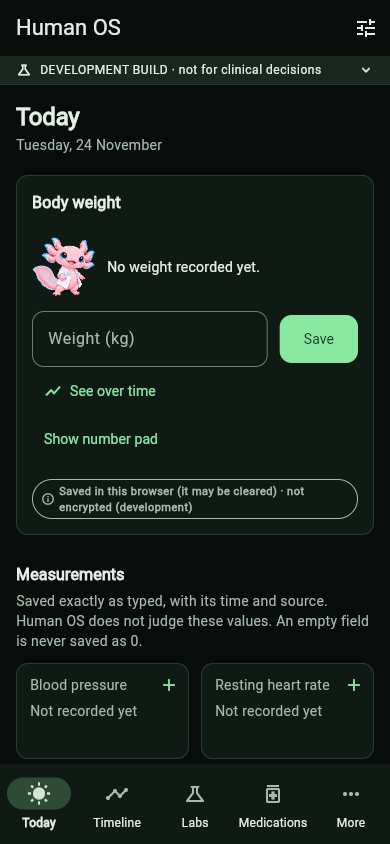 Human OS
DEVELOPMENT BUILD · not for clinical decisions
Today
Tuesday, 24 November
Body weight
No weight recorded yet.
Weight (kg)
Save
See over time
Show number pad
Saved in this browser (it may be cleared) · not
encrypted (development)
Measurements
Saved exactly as typed, with its time and source.
Human OS does not judge these values. An empty field
is never saved as 0.
Blood pressure
Not recorded yet
Resting heart rate
Not recorded yet
Today
Timeline
Labs
Medications
More